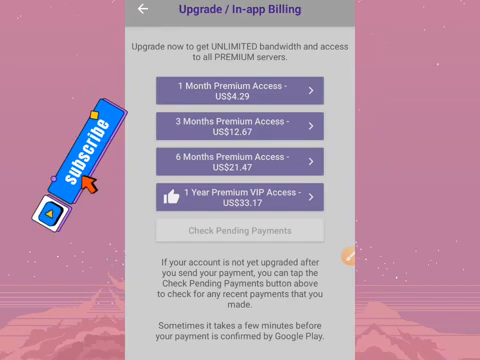 Upgrade / In-app Billing
Upgrade now to get UNLIMITED bandwidth and access
to all PREMIUM servers.
1 Month Premium Access -
US$4.29
3 Months Premium Access -
US$12.67
6 Months Premium Access -
US$21.47
1 Year Premium VIP Access -
US$33.17
Check Pending Payments
If your account is not yet upgraded after
you send your payment, you can tap the
Check Pending Payments button above
to check for any recent payments that you
made.
Sometimes it takes a few minutes before
your payment is confirmed by Google Play.
subscribe